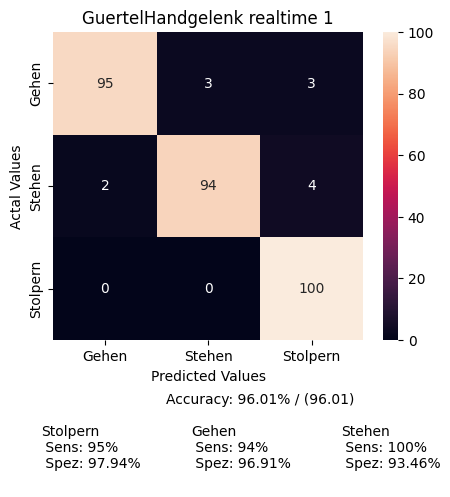 GuertelHandgelenk realtime 1
Actal Values
Gehen
95
3
3
Stehen
2
94
4
Stolpern
0
0
100
Gehen
Stehen
Stolpern
Predicted Values
100
80
60
40
20
0
Accuracy: 96.01% / (96.01)
Stolpern
Sens: 95%
Spez: 97.94%
Gehen
Sens: 94%
Spez: 96.91%
Stehen
Sens: 100%
Spez: 93.46%